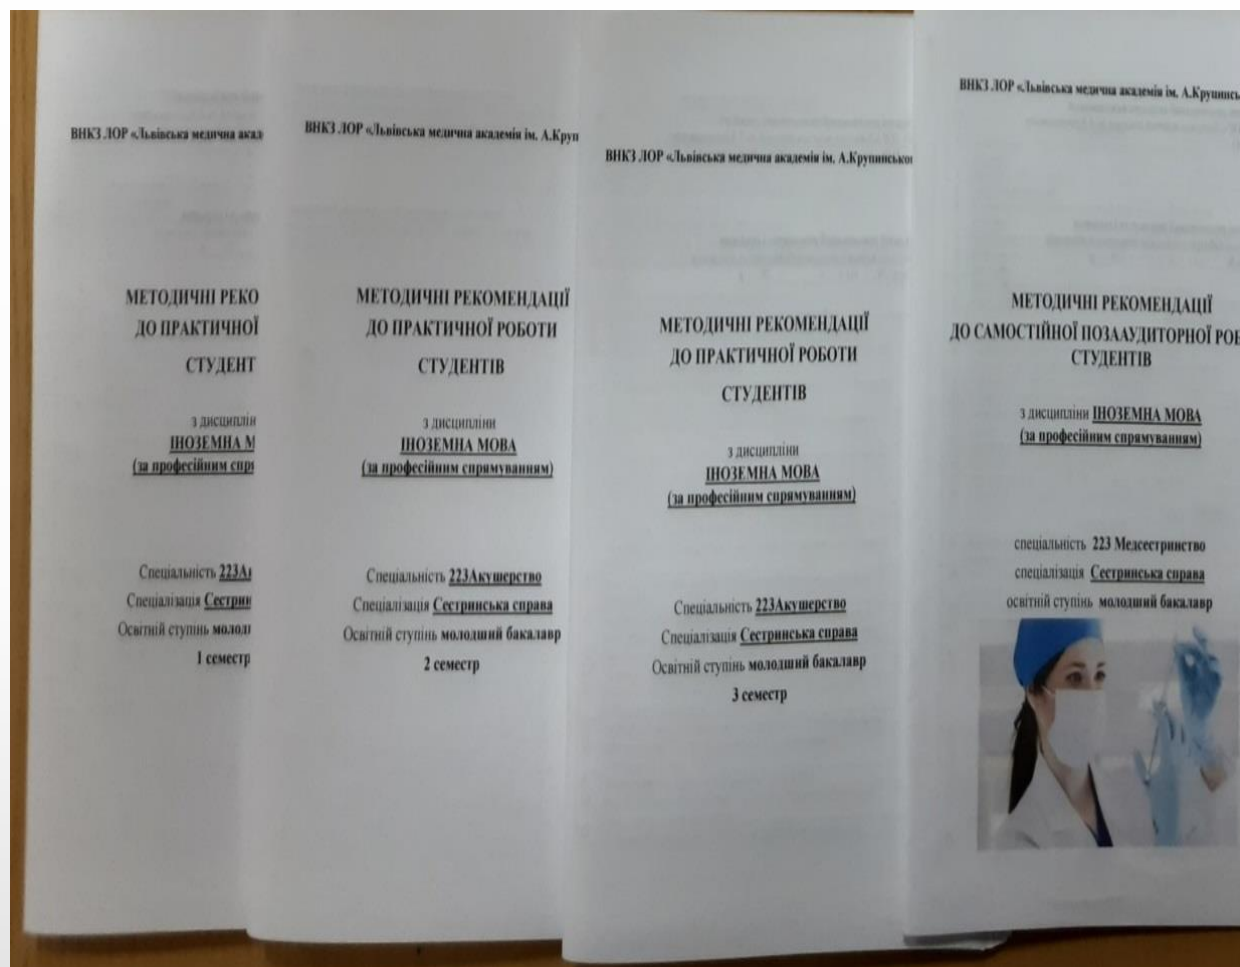 ВНКЗ ЛОР «Львівська медична акад
МЕТОДИЧНІ РЕКО
ДО ПРАКТИЧНОЇ
СТУДЕНТ
з дисциплін
ІНОЗЕМНА М
(за професійним спря
Спеціальність 223Ак
Спеціалізація Сестрин
Освітній ступінь молоді
1 семестр
ВНКЗ ЛОР «Львівська медична академія ім. А.Круп
МЕТОДИЧНІ РЕКОМЕНДАЦІЇ
ДО ПРАКТИЧНОЇ РОБОТИ
СТУДЕНТІВ
з дисципліни
ІНОЗЕМНА МОВА
(за професійним спрямуванням)
Спеціальність 223Акушерство
Спеціалізація Сестринська справа
Освітній ступінь молодший бакалавр
2 семестр
ВНКЗ ЛОР «Львівська медична академія ім. А.Крупинсько
МЕТОДИЧНІ РЕКОМЕНДАЦІЇ
ДО ПРАКТИЧНОЇ РОБОТИ
СТУДЕНТІВ
з дисципліни
ІНОЗЕМНА МОВА
(за професійним спрямуванням)
Спеціальність 223Акушерство
Спеціалізація Сестринська справа
Освітній ступінь молодший бакалавр
3 семестр
ВНКЗ ЛОР «Львівська медична академія ім. А.Крупинсь
МЕТОДИЧНІ РЕКОМЕНДАЦІЇ
ДО САМОСТІЙНОЇ ПОЗААУДИТОРНОЇ РОБ
СТУДЕНТІВ
з дисципліни ІНОЗЕМНА МОВА
(за професійним спрямуванням)
спеціальність 223 Медсестринство
спеціалізація Сестринська справа
освітній ступінь молодший бакалавр